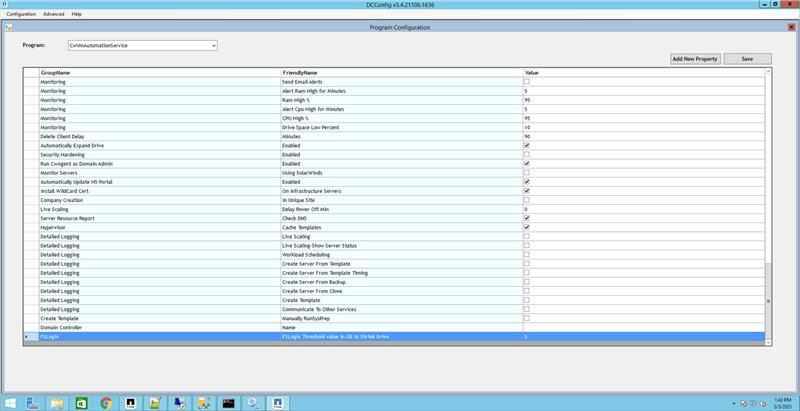 DCConfig v5.4.21106.1636
Configuration Advanced Help
Program Configuration
Program: CwVmAutomationService
Add New Property Save
GroupName FriendlyName Value
Monitoring Send Email Alerts
Monitoring Alert Ram High for Minutes 5
Monitoring Ram High % 95
Monitoring Alert Cpu High for Minutes 5
Monitoring CPU High % 95
Monitoring Drive Space Low Percent 10
Delete Client Delay Minutes 90
Automatically Expand Drive Enabled
Security Hardening Enabled
Run CwAgent as Domain Admin Enabled
Monitor Servers Using SolarWinds
Automatically Update H5 Portal Enabled
Install WildCard Cert On Infrastructure Servers
Company Creation In Unique Site
Live Scaling Delay Power Off Min 0
Server Resource Report Check DNS
Hypervisor Cache Templates
Detailed Logging Live Scaling
Detailed Logging Live Scaling-Show Server Status
Detailed Logging Workload Scheduling
Detailed Logging Create Server From Template
Detailed Logging Create Server From Template Timing
Detailed Logging Create Server From Backup
Detailed Logging Create Server From Clone
Detailed Logging Create Template
Detailed Logging Communicate To Other Services
Create Template Manually RunSysPrep
Domain Controller Name
FSLogix FSLogix Threshold value in GB to Shrink Drive 5
1:43 PM
5/5/2021